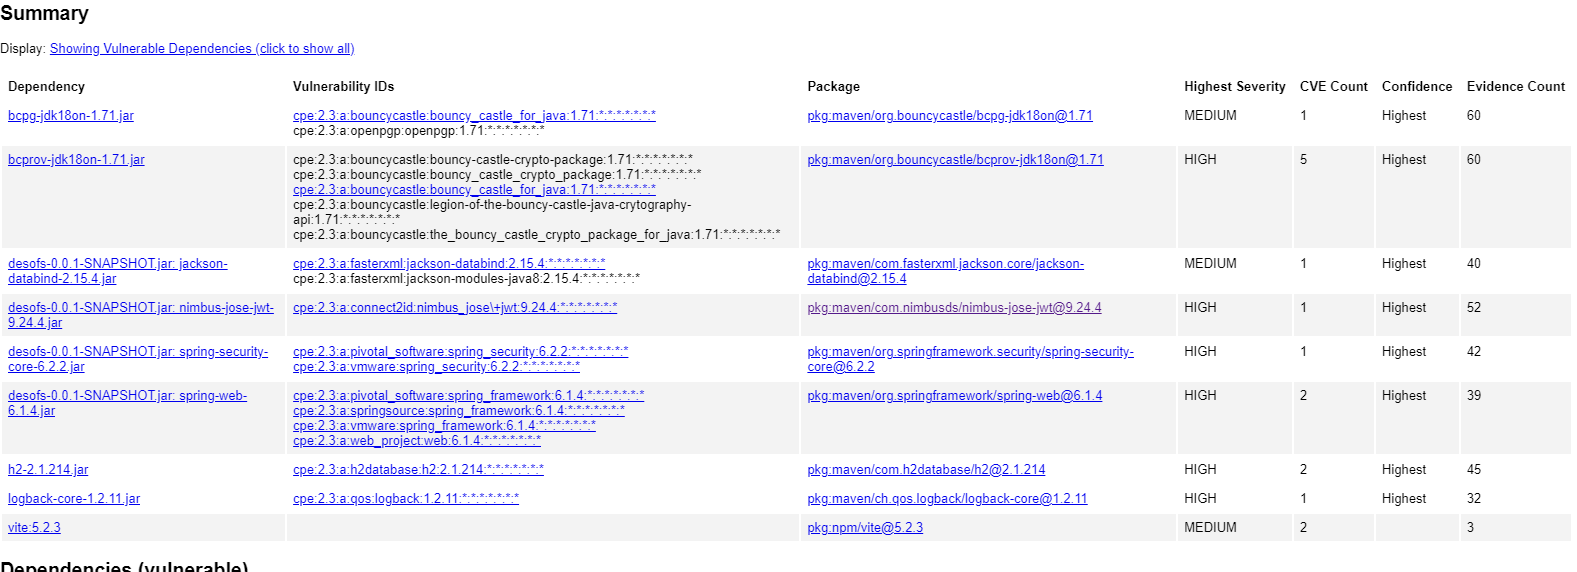 Summary
Display: Showing Vulnerable Dependencies (click to show all)
Dependency Vulnerability IDs Package Highest Severity CVE Count Confidence Evidence Count
bcpg-jdk18on-1.71.jar cpe:2.3:a:bouncycastle:bouncy_castle_for_java:1.71:*:*:*:*:*:*:* pkg:maven/org.bouncycastle/bcpg-jdk18on@1.71 MEDIUM 1 Highest 60
cpe:2.3:a:openpgp:openpgp:1.71:*:*:*:*:*:*:*
bcprov-jdk18on-1.71.jar cpe:2.3:a:bouncycastle:bouncy-castle-crypto-package:1.71:*:*:*:*:*:*:* pkg:maven/org.bouncycastle/bcprov-jdk18on@1.71 HIGH 5 Highest 60
cpe:2.3:a:bouncycastle:bouncy_castle_crypto_package:1.71:*:*:*:*:*:*:*
cpe:2.3:a:bouncycastle:bouncy_castle_for_java:1.71:*:*:*:*:*:*:*
cpe:2.3:a:bouncycastle:legion-of-the-bouncy-castle-java-crytography-
api:1.71:*:*:*:*:*:*:*
cpe:2.3:a:bouncycastle:the_bouncy_castle_crypto_package_for_java:1.71:*:*:*:*:*:*:*
desofs-0.0.1-SNAPSHOT.jar: jackson- cpe:2.3:a:fasterxml:jackson-databind:2.15.4:*:*:*:*:*:*:* pkg:maven/com.fasterxml.jackson.core/jackson- MEDIUM 1 Highest 40
databind-2.15.4.jar cpe:2.3:a:fasterxml:jackson-modules-java8:2.15.4:*:*:*:*:*:*:* databind@2.15.4
desofs-0.0.1-SNAPSHOT.jar: nimbus-jose-jwt- cpe:2.3:a:connect2id:nimbus_jose\+jwt:9.24.4:*:*:*:*:*:*:* pkg:maven/com.nimbusds/nimbus-jose-jwt@9.24.4 HIGH 1 Highest 52
9.24.4.jar
desofs-0.0.1-SNAPSHOT.jar: spring-security- cpe:2.3:a:pivotal_software:spring_security:6.2.2:*:*:*:*:*:*:* pkg:maven/org.springframework.security/spring-security- HIGH 1 Highest 42
core-6.2.2.jar cpe:2.3:a:vmware:spring_security:6.2.2:*:*:*:*:*:*:* core@6.2.2
desofs-0.0.1-SNAPSHOT.jar: spring-web- cpe:2.3:a:pivotal_software:spring_framework:6.1.4:*:*:*:*:*:*:* pkg:maven/org.springframework/spring-web@6.1.4 HIGH 2 Highest 39
6.1.4.jar cpe:2.3:a:springsource:spring_framework:6.1.4:*:*:*:*:*:*:*
cpe:2.3:a:vmware:spring_framework:6.1.4:*:*:*:*:*:*:*
cpe:2.3:a:web_project:web:6.1.4:*:*:*:*:*:*:*
h2-2.1.214.jar cpe:2.3:a:h2database:h2:2.1.214:*:*:*:*:*:*:* pkg:maven/com.h2database/h2@2.1.214 HIGH 2 Highest 45
logback-core-1.2.11.jar cpe:2.3:a:qos:logback:1.2.11:*:*:*:*:*:*:* pkg:maven/ch.qos.logback/logback-core@1.2.11 HIGH 1 Highest 32
vite:5.2.3 pkg:npm/vite@5.2.3 MEDIUM 2 3
Dependencies (vulnerable)